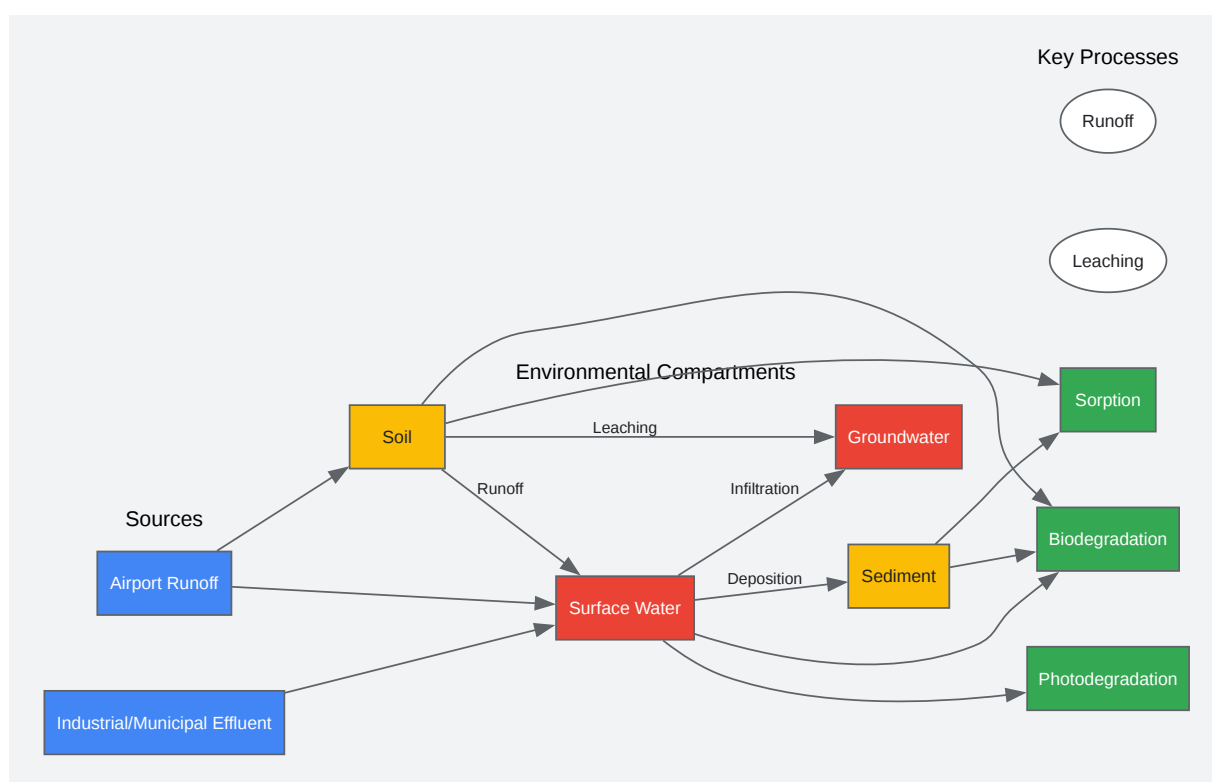 Key Processes
Runoff
Leaching
Environmental Compartments
Sorption
Leaching
Soil
Groundwater
Runoff
Infiltration
Sources
Biodegradation
Airport Runoff
Deposition
Sediment
Surface Water
Photodegradation
Industrial/Municipal Effluent